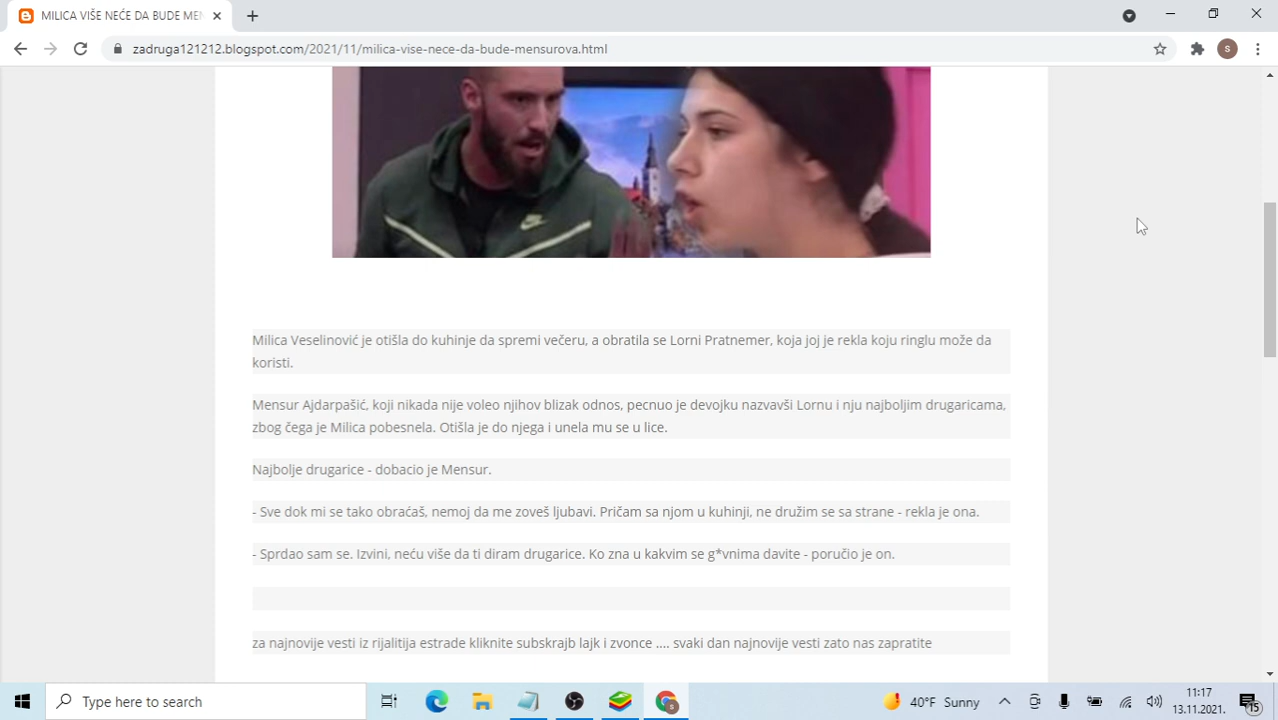 MILICA VIŠE NEĆE DA BUDE MEN
zadruga121212.blogspot.com/2021/11/milica-vise-nece-da-bude-mensurova.html
S
Milica Veselinović je otišla do kuhinje da spremi večeru, a obratila se Lorni Pratnemer, koja joj je rekla koju ringlu može da
koristi.
Mensur Ajdarpašić, koji nikada nije voleo njihov blizak odnos, pecnuo je devojku nazvavši Lornu i nju najboljim drugaricama,
zbog čega je Milica pobesnela. Otišla je do njega i unela mu se u lice.
Najbolje drugarice - dobacio je Mensur.
- Sve dok mi se tako obraćaš, nemoj da me zoveš ljubavi. Pričam sa njom u kuhinji, ne družim se sa strane - rekla je ona.
- Sprdao sam se. Izvini, neću više da ti diram drugarice. Ko zna u kakvim se g*vnima davite - poručio je on.
za najnovije vesti iz rijalitija estrade kliknite subskrajb lajk i zvonce .... svaki dan najnovije vesti zato nas zapratite
Type here to search
S
40°F Sunny
11:17
13.11.2021.
15